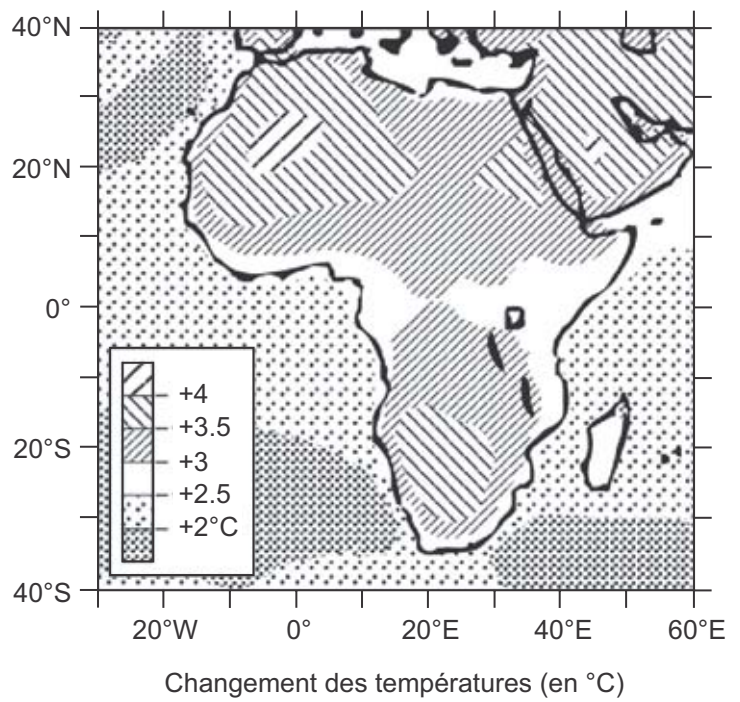 40°N
20°N
0°
20°S
40°S
+4
+3.5
+3
+2.5
+2°C
20°W 0° 20°E 40°E 60°E
Changement des températures (en °C)